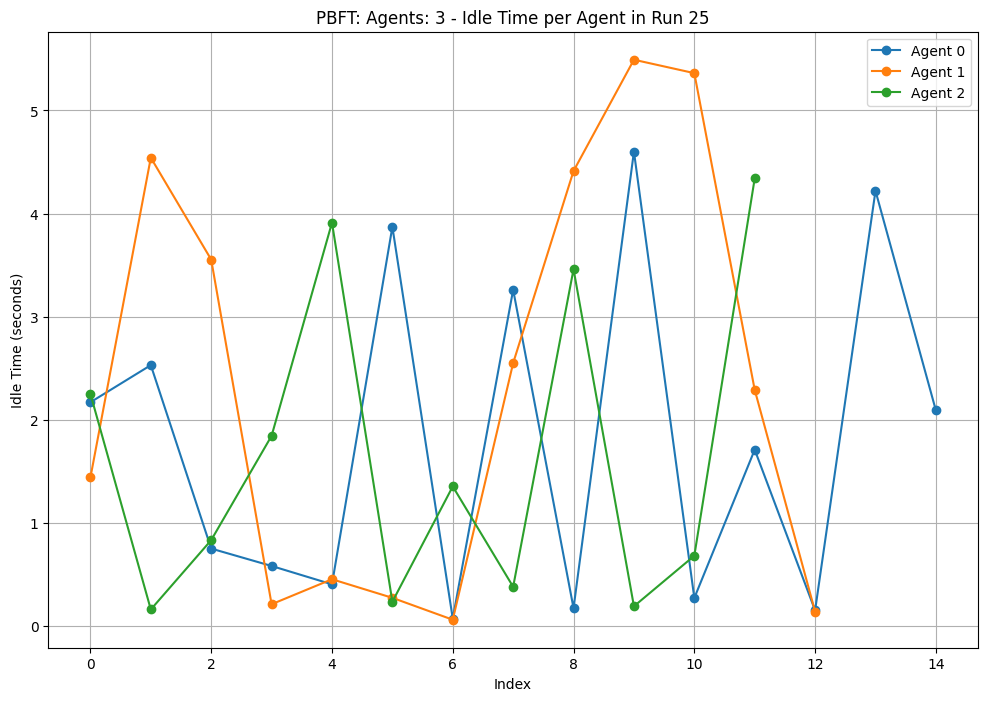 PBFT: Agents: 3 - Idle Time per Agent in Run 25
Agent 0
Agent 1
Agent 2
Idle Time (seconds)
5
4
3
2
1
0
0 2 4 6 8 10 12 14
Index